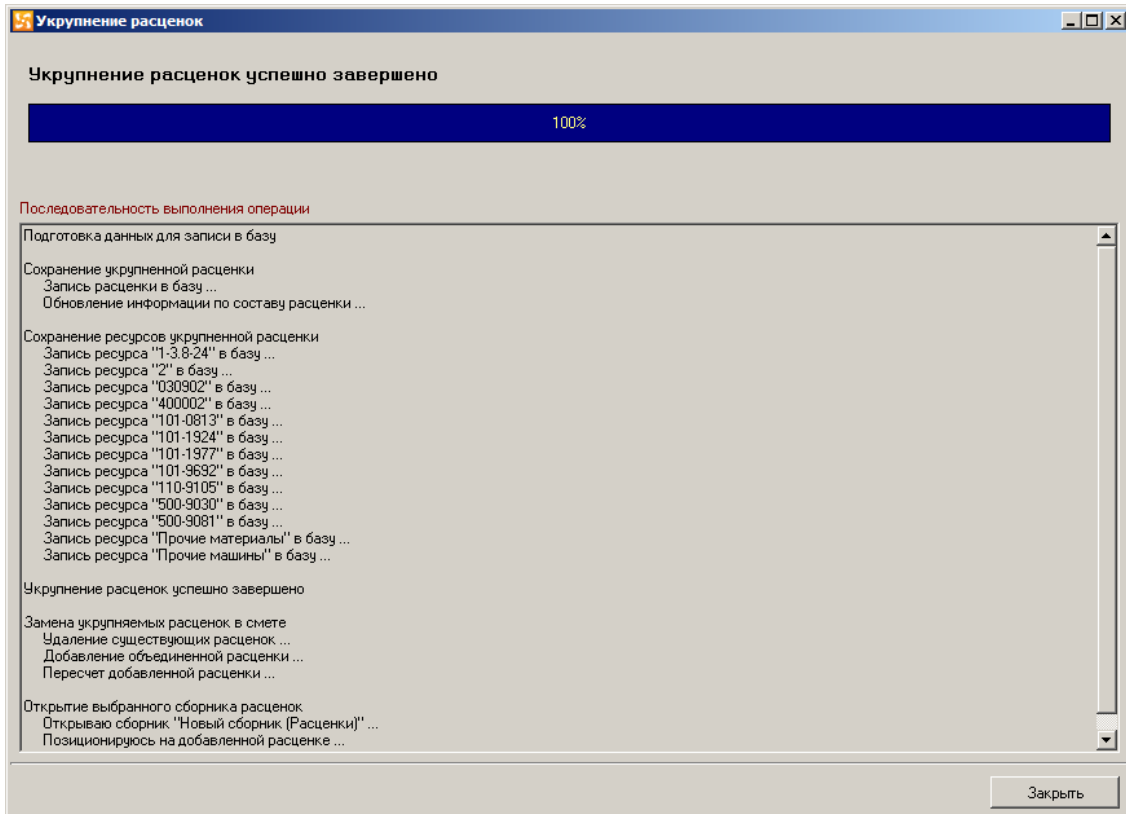 Укрупнение расценок
Укрупнение расценок успешно завершено
100%
Последовательность выполнения операции
Подготовка данных для записи в базу
Сохранение укрупненной расценки
Запись расценки в базу ...
Обновление информации по составу расценки ...
Сохранение ресурсов укрупненной расценки
Запись ресурса "1-3.8-24" в базу ...
Запись ресурса "2" в базу ...
Запись ресурса "030902" в базу ...
Запись ресурса "400002" в базу ...
Запись ресурса "101-0813" в базу ...
Запись ресурса "101-1924" в базу ...
Запись ресурса "101-1977" в базу ...
Запись ресурса "101-9692" в базу ...
Запись ресурса "110-9105" в базу ...
Запись ресурса "500-9030" в базу ...
Запись ресурса "500-9081" в базу ...
Запись ресурса "Прочие материалы" в базу ...
Запись ресурса "Прочие машины" в базу ...
Укрупнение расценок успешно завершено
Замена укрупняемых расценок в смете
Удаление существующих расценок ...
Добавление объединенной расценки ...
Пересчет добавленной расценки ...
Открытие выбранного сборника расценок
Открываю сборник "Новый сборник (Расценки)" ...
Позиционируюсь на добавленной расценке ...
Закрыть